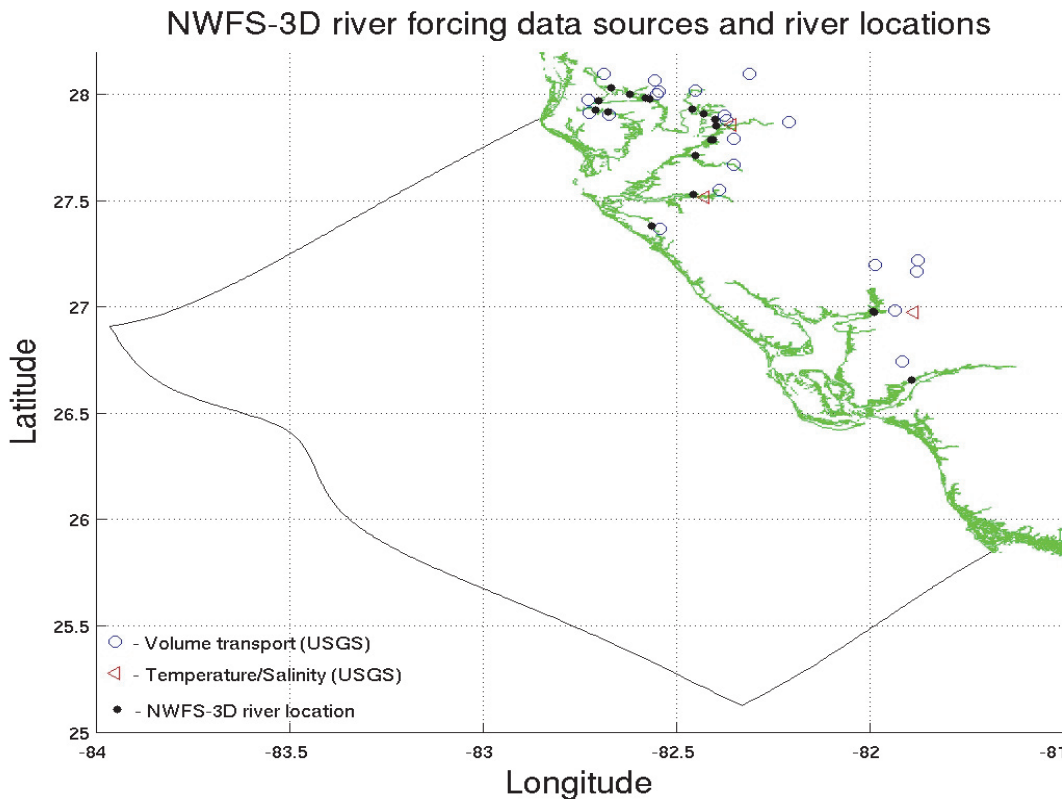 NWFS-3D river forcing data sources and river locations
28
27.5
27
26.5
26
25.5
25
Latitude
- Volume transport (USGS)
- Temperature/Salinity (USGS)
- NWFS-3D river location
-84 -83.5 -83 -82.5 -82
Longitude